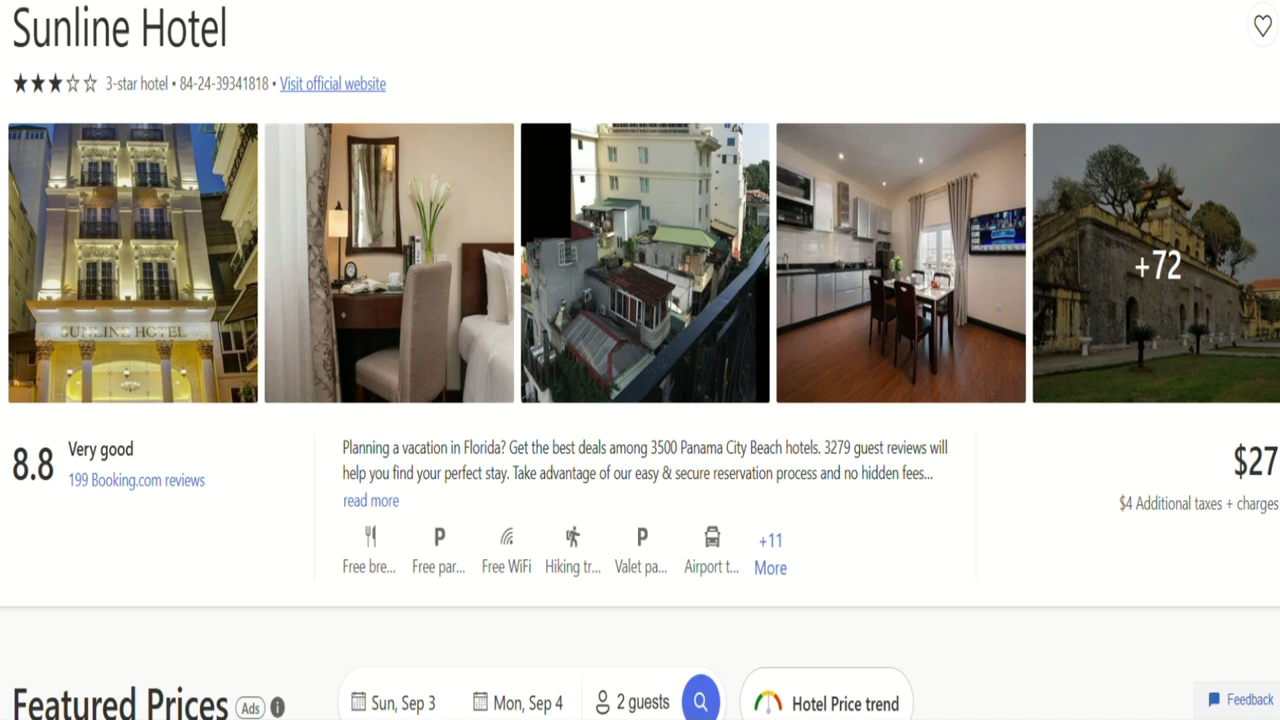 Sunline Hotel
3-star hotel • 84-24-39341818 • Visit official website
SUNLINE HOTEL
+72
8.8 Very good
199 Booking.com reviews
Planning a vacation in Florida? Get the best deals among 3500 Panama City Beach hotels. 3279 guest reviews will
help you find your perfect stay. Take advantage of our easy & secure reservation process and no hidden fees...
read more
$27
$4 Additional taxes + charges
P P +11
Free bre... Free par... Free WiFi Hiking tr... Valet pa... Airport t... More
Featured Prices Ads i
Sun, Sep 3 Mon, Sep 4 2 guests Hotel Price trend
Feedback